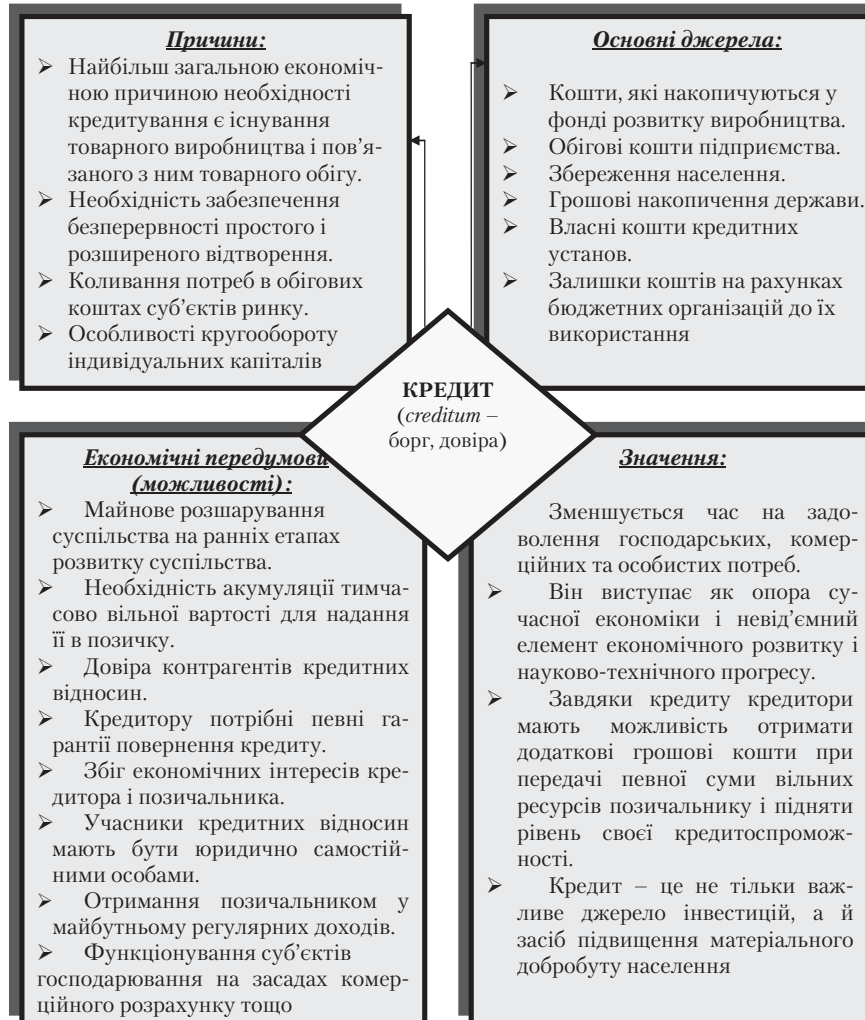 Причини:
➢ Найбільш загальною економіч-
ною причиною необхідності
кредитування є існування
товарного виробництва і пов’я-
заного з ним товарного обігу.
➢ Необхідність забезпечення
безперервності простого і
розширеного відтворення.
➢ Коливання потреб в обігових
коштах суб’єктів ринку.
➢ Особливості кругообороту
індивідуальних капіталів
Основні джерела:
➢ Кошти, які накопичуються у
фонді розвитку виробництва.
➢ Обігові кошти підприємства.
➢ Збереження населення.
➢ Грошові накопичення держави.
➢ Власні кошти кредитних
установ.
➢ Залишки коштів на рахунках
бюджетних організацій до їх
використання
КРЕДИТ
(creditum –
борг, довіра)
Економічні передумови
(можливості):
➢ Майнове розшарування
суспільства на ранніх етапах
розвитку суспільства.
➢ Необхідність акумуляції тимча-
сово вільної вартості для надання
її в позичку.
➢ Довіра контрагентів кредитних
відносин.
➢ Кредитору потрібні певні га-
рантії повернення кредиту.
➢ Збіг економічних інтересів кре-
дитора і позичальника.
➢ Учасники кредитних відносин
мають бути юридично самостій-
ними особами.
➢ Отримання позичальником у
майбутньому регулярних доходів.
➢ Функціонування суб’єктів
господарювання на засадах комер-
ційного розрахунку тощо
Значення:
Зменшується час на задо-
волення господарських, комер-
ційних та особистих потреб.
➢ Він виступає як опора су-
часної економіки і невід’ємний
елемент економічного розвитку і
науково-технічного прогресу.
➢ Завдяки кредиту кредитори
мають можливість отримати
додаткові грошові кошти при
передачі певної суми вільних
ресурсів позичальнику і підняти
рівень своєї кредитоспромож-
ності.
➢ Кредит – це не тільки важ-
ливе джерело інвестицій, а й
засіб підвищення матеріального
добробуту населення